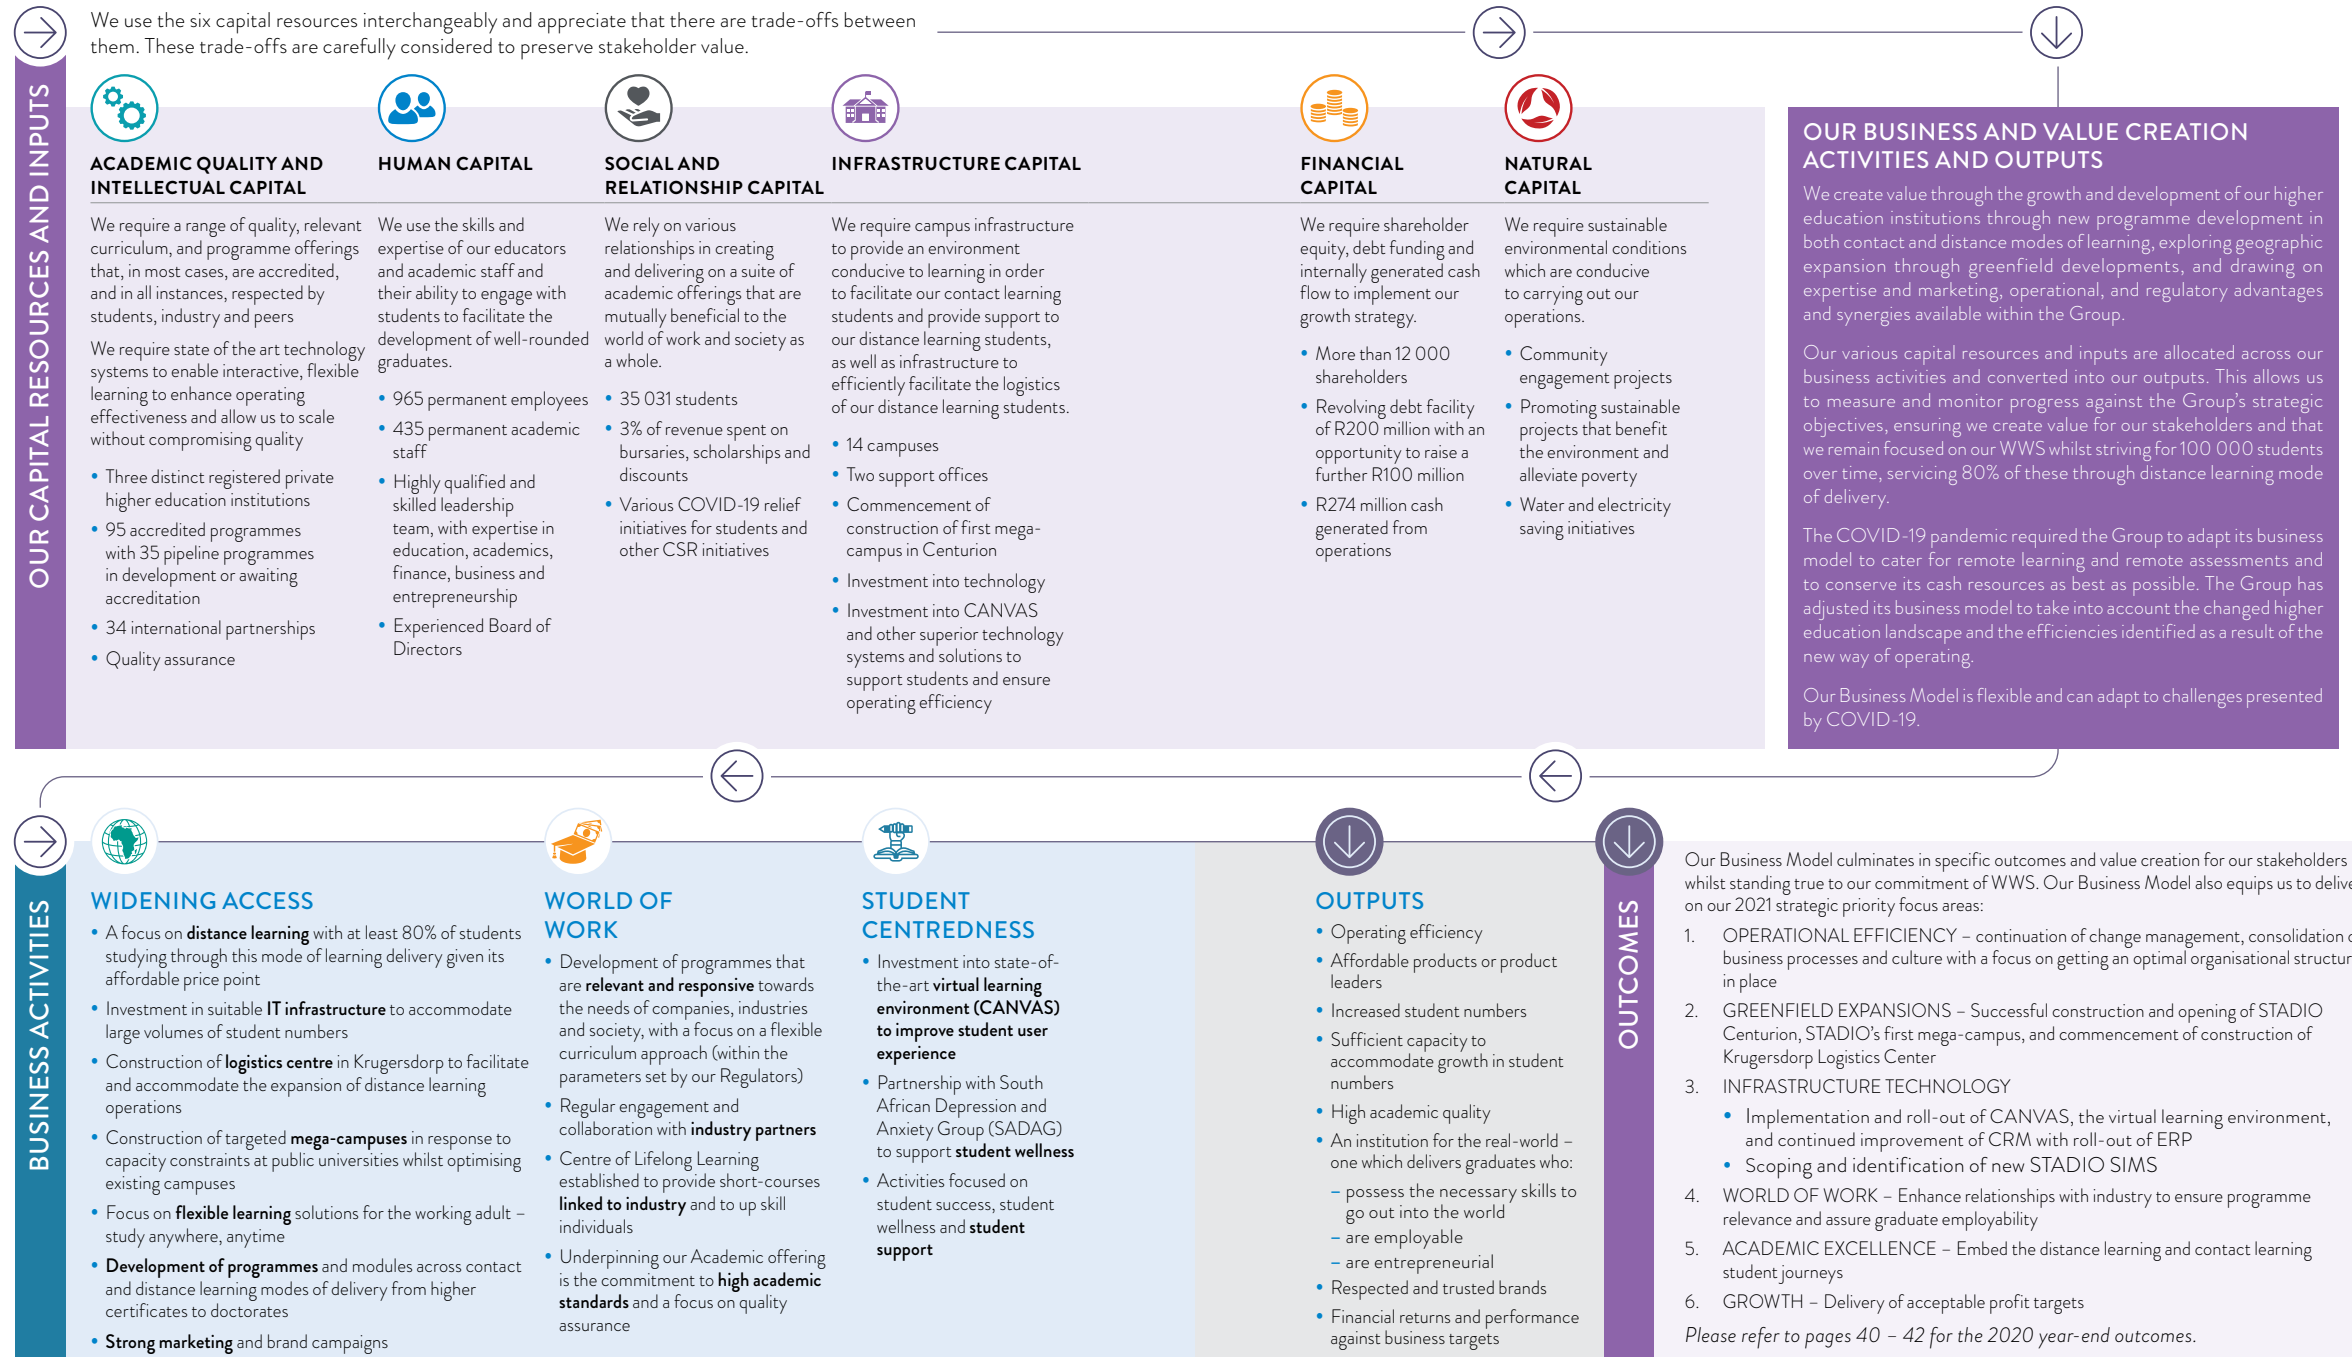 We use the six capital resources interchangeably and appreciate that there are trade-offs between
them. These trade-offs are carefully considered to preserve stakeholder value.
OUR CAPITAL RESOURCES AND INPUTS
ACADEMIC QUALITY AND
INTELLECTUAL CAPITAL
We require a range of quality, relevant
curriculum, and programme offerings
that, in most cases, are accredited,
and in all instances, respected by
students, industry and peers
We require state of the art technology
systems to enable interactive, flexible
learning to enhance operating
effectiveness and allow us to scale
without compromising quality
• Three distinct registered private
higher education institutions
• 95 accredited programmes
with 35 pipeline programmes
in development or awaiting
accreditation
• 34 international partnerships
• Quality assurance
HUMAN CAPITAL
We use the skills and
expertise of our educators
and academic staff and
their ability to engage with
students to facilitate the
development of well-rounded
graduates.
• 965 permanent employees
• 435 permanent academic
staff
• Highly qualified and
skilled leadership
team, with expertise in
education, academics,
finance, business and
entrepreneurship
• Experienced Board of
Directors
SOCIAL AND
RELATIONSHIP CAPITAL
We rely on various
relationships in creating
and delivering on a suite of
academic offerings that are
mutually beneficial to the
world of work and society as
a whole.
• 35 031 students
• 3% of revenue spent on
bursaries, scholarships and
discounts
• Various COVID-19 relief
initiatives for students and
other CSR initiatives
INFRASTRUCTURE CAPITAL
We require campus infrastructure
to provide an environment
conducive to learning in order
to facilitate our contact learning
students and provide support to
our distance learning students,
as well as infrastructure to
efficiently facilitate the logistics
of our distance learning students.
• 14 campuses
• Two support offices
• Commencement of
construction of first mega-
campus in Centurion
• Investment into technology
• Investment into CANVAS
and other superior technology
systems and solutions to
support students and ensure
operating efficiency
FINANCIAL
CAPITAL
We require shareholder
equity, debt funding and
internally generated cash
flow to implement our
growth strategy.
• More than 12 000
shareholders
• Revolving debt facility
of R200 million with an
opportunity to raise a
further R100 million
• R274 million cash
generated from
operations
NATURAL
CAPITAL
We require sustainable
environmental conditions
which are conducive
to carrying out our
operations.
• Community
engagement projects
• Promoting sustainable
projects that benefit
the environment and
alleviate poverty
• Water and electricity
saving initiatives
OUR BUSINESS AND VALUE CREATION
ACTIVITIES AND OUTPUTS
We create value through the growth and development of our higher
education institutions through new programme development in
both contact and distance modes of learning, exploring geographic
expansion through greenfield developments, and drawing on
expertise and marketing, operational, and regulatory advantages
and synergies available within the Group.
Our various capital resources and inputs are allocated across our
business activities and converted into our outputs. This allows us
to measure and monitor progress against the Group's strategic
objectives, ensuring we create value for our stakeholders and that
we remain focused on our WWS whilst striving for 100 000 students
over time, servicing 80% of these through distance learning mode
of delivery.
The COVID-19 pandemic required the Group to adapt its business
model to cater for remote learning and remote assessments and
to conserve its cash resources as best as possible. The Group has
adjusted its business model to take into account the changed higher
education landscape and the efficiencies identified as a result of the
new way of operating.
Our Business Model is flexible and can adapt to challenges presented
by COVID-19.
BUSINESS ACTIVITIES
WIDENING ACCESS
• A focus on distance learning with at least 80% of students
studying through this mode of learning delivery given its
affordable price point
• Investment in suitable IT infrastructure to accommodate
large volumes of student numbers
• Construction of logistics centre in Krugersdorp to facilitate
and accommodate the expansion of distance learning
operations
• Construction of targeted mega-campuses in response to
capacity constraints at public universities whilst optimising
existing campuses
• Focus on flexible learning solutions for the working adult –
study anywhere, anytime
• Development of programmes and modules across contact
and distance learning modes of delivery from higher
certificates to doctorates
• Strong marketing and brand campaigns
WORLD OF
WORK
• Development of programmes that
are relevant and responsive towards
the needs of companies, industries
and society, with a focus on a flexible
curriculum approach (within the
parameters set by our Regulators)
• Regular engagement and
collaboration with industry partners
• Centre of Lifelong Learning
established to provide short-courses
linked to industry and to up skill
individuals
• Underpinning our Academic offering
is the commitment to high academic
standards and a focus on quality
assurance
STUDENT
CENTREDNESS
• Investment into state-of-
the-art virtual learning
environment (CANVAS)
to improve student user
experience
• Partnership with South
African Depression and
Anxiety Group (SADAG)
to support student wellness
• Activities focused on
student success, student
wellness and student
support
OUTPUTS
• Operating efficiency
• Affordable products or product
leaders
• Increased student numbers
• Sufficient capacity to
accommodate growth in student
numbers
• High academic quality
• An institution for the real-world –
one which delivers graduates who:
– possess the necessary skills to
go out into the world
– are employable
– are entrepreneurial
• Respected and trusted brands
• Financial returns and performance
against business targets
OUTCOMES
Our Business Model culminates in specific outcomes and value creation for our stakeholders
whilst standing true to our commitment of WWS. Our Business Model also equips us to delive
on our 2021 strategic priority focus areas:
1. OPERATIONAL EFFICIENCY – continuation of change management, consolidation o
business processes and culture with a focus on getting an optimal organisational structur
in place
2. GREENFIELD EXPANSIONS – Successful construction and opening of STADIO
Centurion, STADIO's first mega-campus, and commencement of construction of
Krugersdorp Logistics Center
3. INFRASTRUCTURE TECHNOLOGY
• Implementation and roll-out of CANVAS, the virtual learning environment,
and continued improvement of CRM with roll-out of ERP
• Scoping and identification of new STADIO SIMS
4. WORLD OF WORK – Enhance relationships with industry to ensure programme
relevance and assure graduate employability
5. ACADEMIC EXCELLENCE – Embed the distance learning and contact learning
student journeys
6. GROWTH – Delivery of acceptable profit targets
Please refer to pages 40 – 42 for the 2020 year-end outcomes.